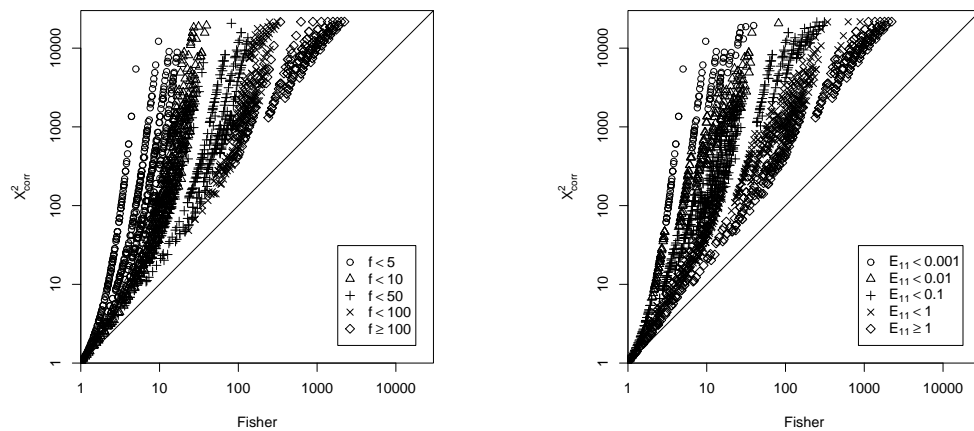 10000
1000
100
10
1
X²corr
1 10 100 1000 10000
Fisher
f < 5
f < 10
f < 50
f < 100
f ≥ 100
10000
1000
100
10
1
X²corr
1 10 100 1000 10000
Fisher
E₁₁ < 0.001
E₁₁ < 0.01
E₁₁ < 0.1
E₁₁ < 1
E₁₁ ≥ 1